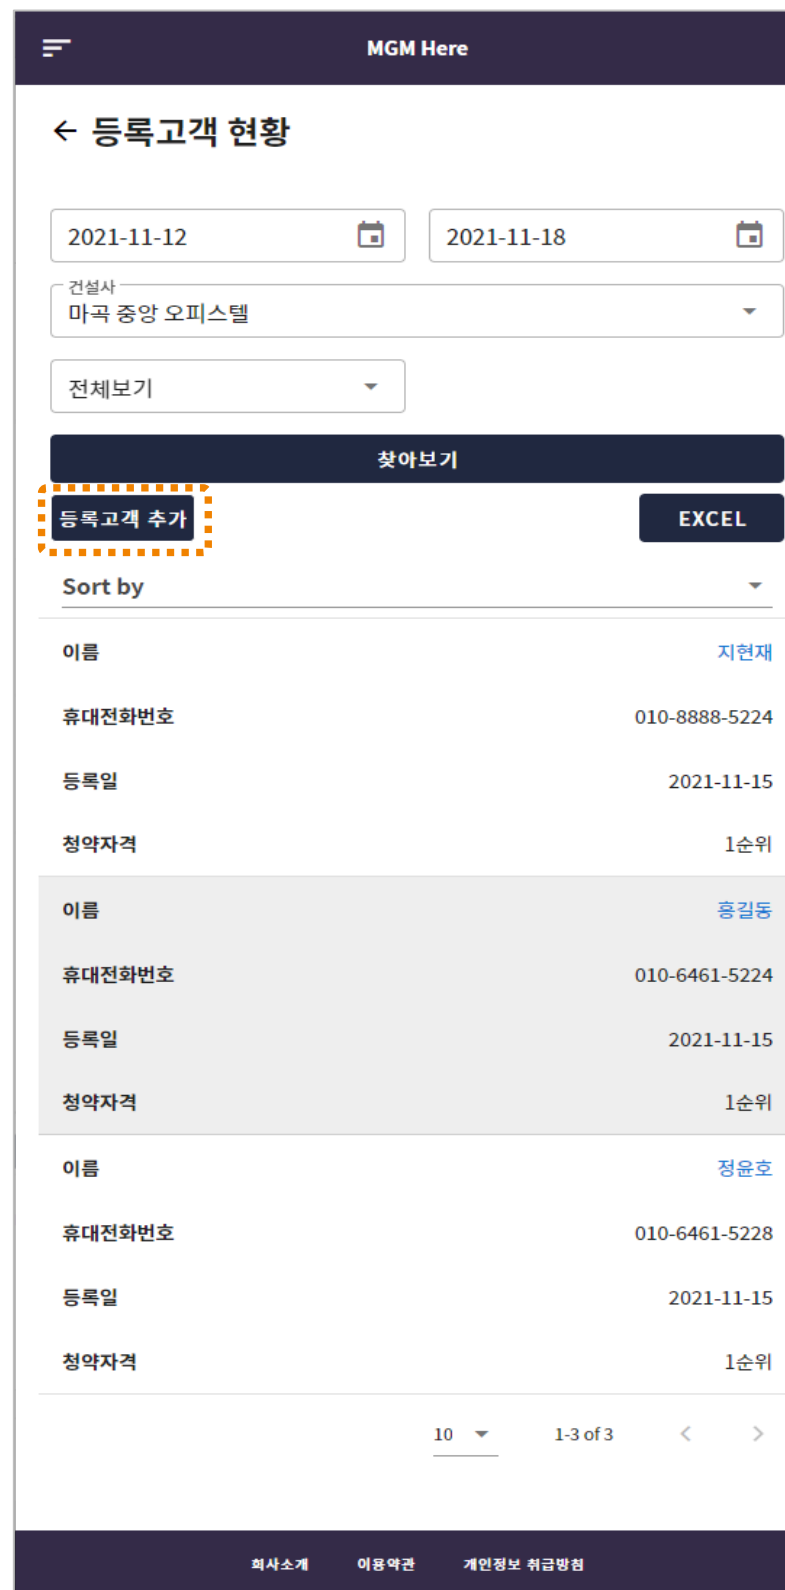 MGM Here
← 등록고객 현황
2021-11-12 2021-11-18
건설사
마곡 중앙 오피스텔
전체보기
찾아보기
등록고객 추가 EXCEL
Sort by
이름 지현재
휴대전화번호 010-8888-5224
등록일 2021-11-15
청약자격 1순위
이름 홍길동
휴대전화번호 010-6461-5224
등록일 2021-11-15
청약자격 1순위
이름 정윤호
휴대전화번호 010-6461-5228
등록일 2021-11-15
청약자격 1순위
10 1-3 of 3 < >
회사소개 이용약관 개인정보 취급방침